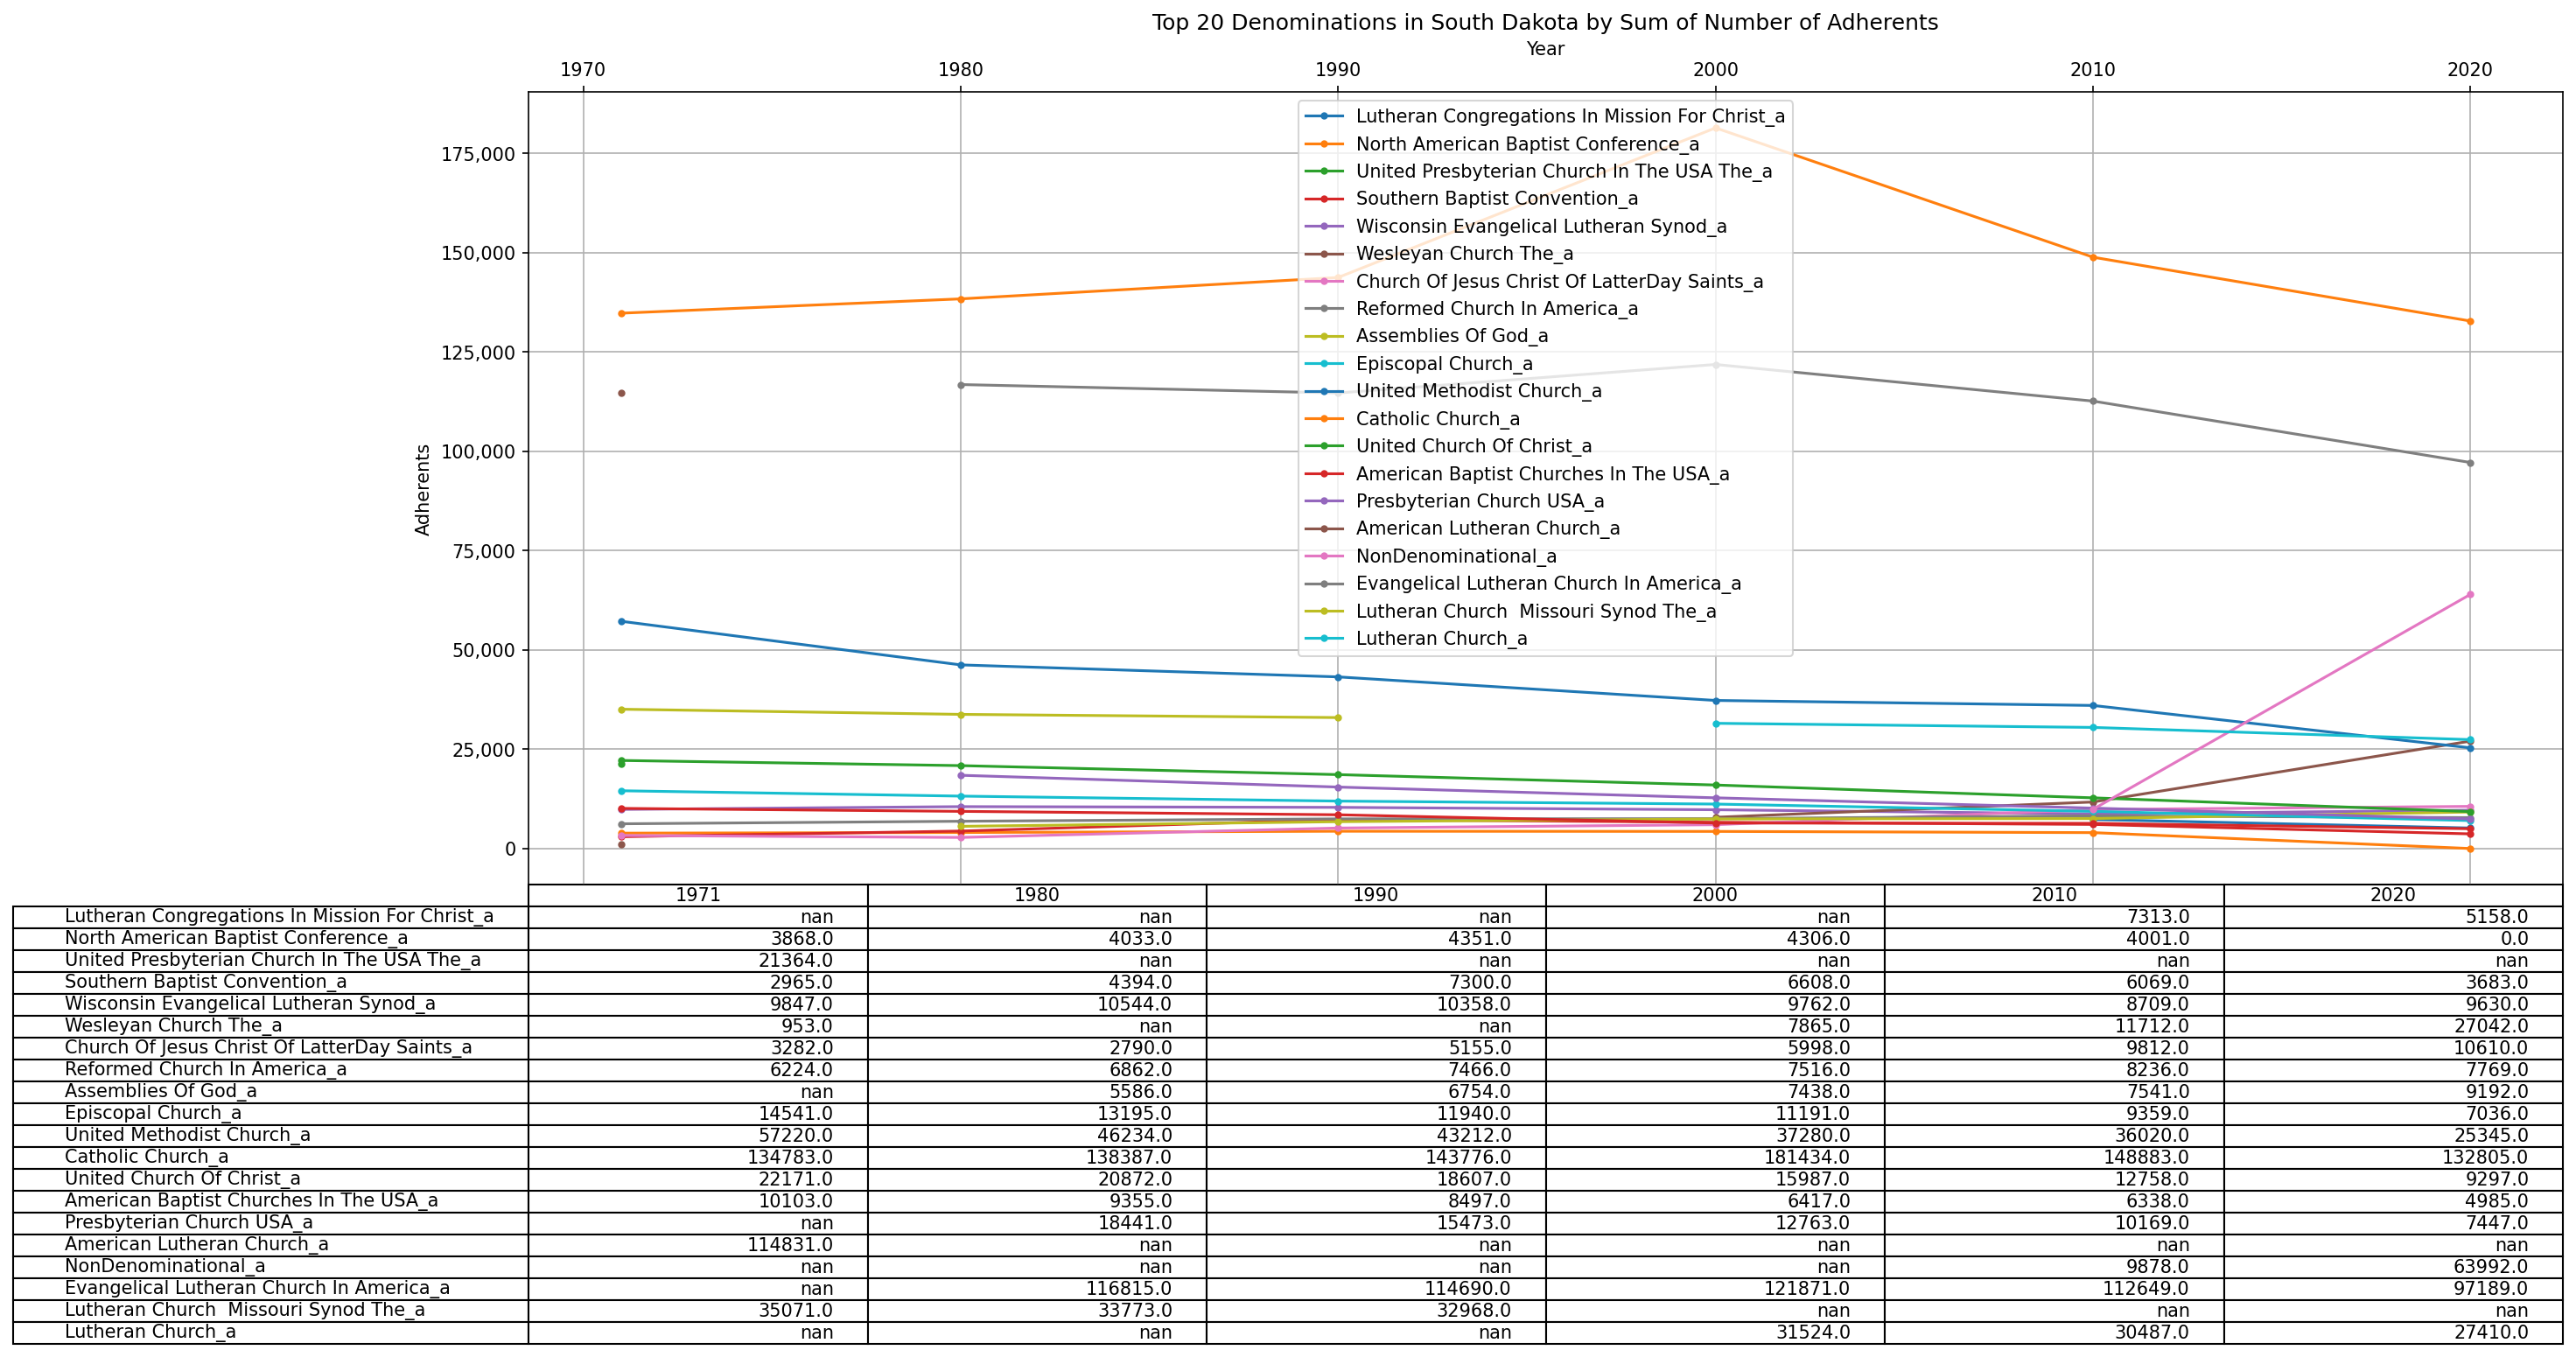 Top 20 Denominations in South Dakota by Sum of Number of Adherents
Year
1970 1980 1990 2000 2010 2020
175,000
150,000
125,000
100,000
75,000
50,000
25,000
0
Adherents
Lutheran Congregations In Mission For Christ_a
North American Baptist Conference_a
United Presbyterian Church In The USA The_a
Southern Baptist Convention_a
Wisconsin Evangelical Lutheran Synod_a
Wesleyan Church The_a
Church Of Jesus Christ Of LatterDay Saints_a
Reformed Church In America_a
Assemblies Of God_a
Episcopal Church_a
United Methodist Church_a
Catholic Church_a
United Church Of Christ_a
American Baptist Churches In The USA_a
Presbyterian Church USA_a
American Lutheran Church_a
NonDenominational_a
Evangelical Lutheran Church In America_a
Lutheran Church  Missouri Synod The_a
Lutheran Church_a
1971 1980 1990 2000 2010 2020
Lutheran Congregations In Mission For Christ_a nan nan nan nan 7313.0 5158.0
North American Baptist Conference_a 3868.0 4033.0 4351.0 4306.0 4001.0 0.0
United Presbyterian Church In The USA The_a 21364.0 nan nan nan nan nan
Southern Baptist Convention_a 2965.0 4394.0 7300.0 6608.0 6069.0 3683.0
Wisconsin Evangelical Lutheran Synod_a 9847.0 10544.0 10358.0 9762.0 8709.0 9630.0
Wesleyan Church The_a 953.0 nan nan 7865.0 11712.0 27042.0
Church Of Jesus Christ Of LatterDay Saints_a 3282.0 2790.0 5155.0 5998.0 9812.0 10610.0
Reformed Church In America_a 6224.0 6862.0 7466.0 7516.0 8236.0 7769.0
Assemblies Of God_a nan 5586.0 6754.0 7438.0 7541.0 9192.0
Episcopal Church_a 14541.0 13195.0 11940.0 11191.0 9359.0 7036.0
United Methodist Church_a 57220.0 46234.0 43212.0 37280.0 36020.0 25345.0
Catholic Church_a 134783.0 138387.0 143776.0 181434.0 148883.0 132805.0
United Church Of Christ_a 22171.0 20872.0 18607.0 15987.0 12758.0 9297.0
American Baptist Churches In The USA_a 10103.0 9355.0 8497.0 6417.0 6338.0 4985.0
Presbyterian Church USA_a nan 18441.0 15473.0 12763.0 10169.0 7447.0
American Lutheran Church_a 114831.0 nan nan nan nan nan
NonDenominational_a nan nan nan nan 9878.0 63992.0
Evangelical Lutheran Church In America_a nan 116815.0 114690.0 121871.0 112649.0 97189.0
Lutheran Church  Missouri Synod The_a 35071.0 33773.0 32968.0 nan nan nan
Lutheran Church_a nan nan nan 31524.0 30487.0 27410.0